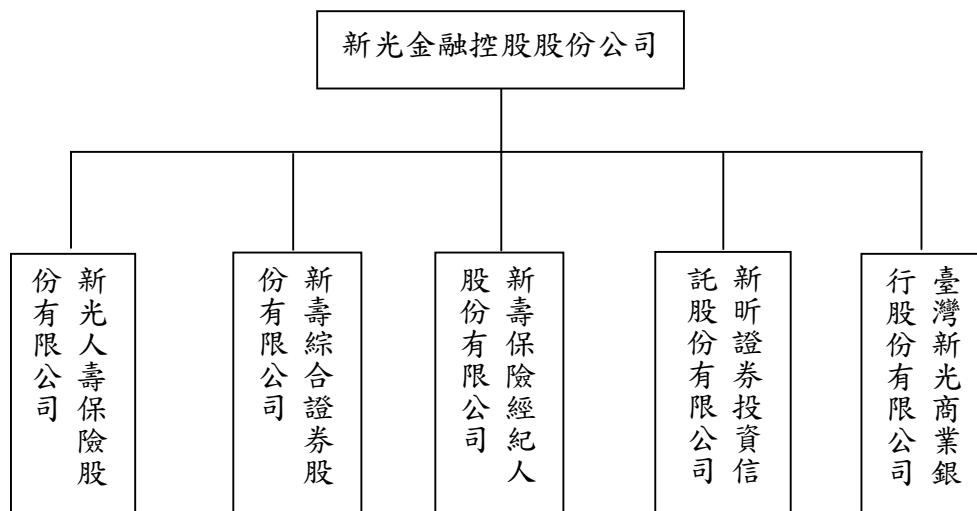 新光金融控股股份公司
新光人壽保險股
份有限公司
新壽綜合證券股
份有限公司
新壽保險經紀人
股份有限公司
新昕證券投資信
託股份有限公司
臺灣新光商業銀
行股份有限公司